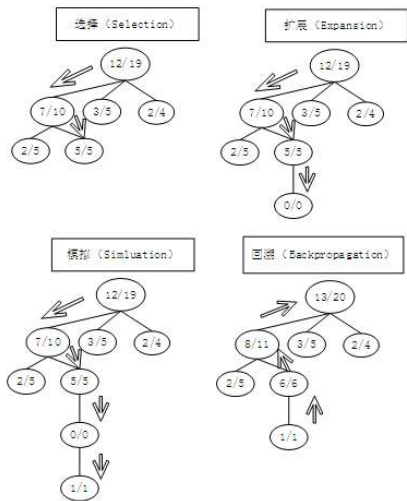 选择 (Selection)
12/19
7/10 3/5 2/4
2/5 5/5
扩展 (Expansion)
12/19
7/10 3/5 2/4
2/5 5/5
0/0
模拟 (Simluation)
12/19
7/10 3/5 2/4
2/5 5/5
0/0
1/1
回溯 (Backpropagation)
13/20
8/11 3/5 2/4
2/5 6/6
1/1